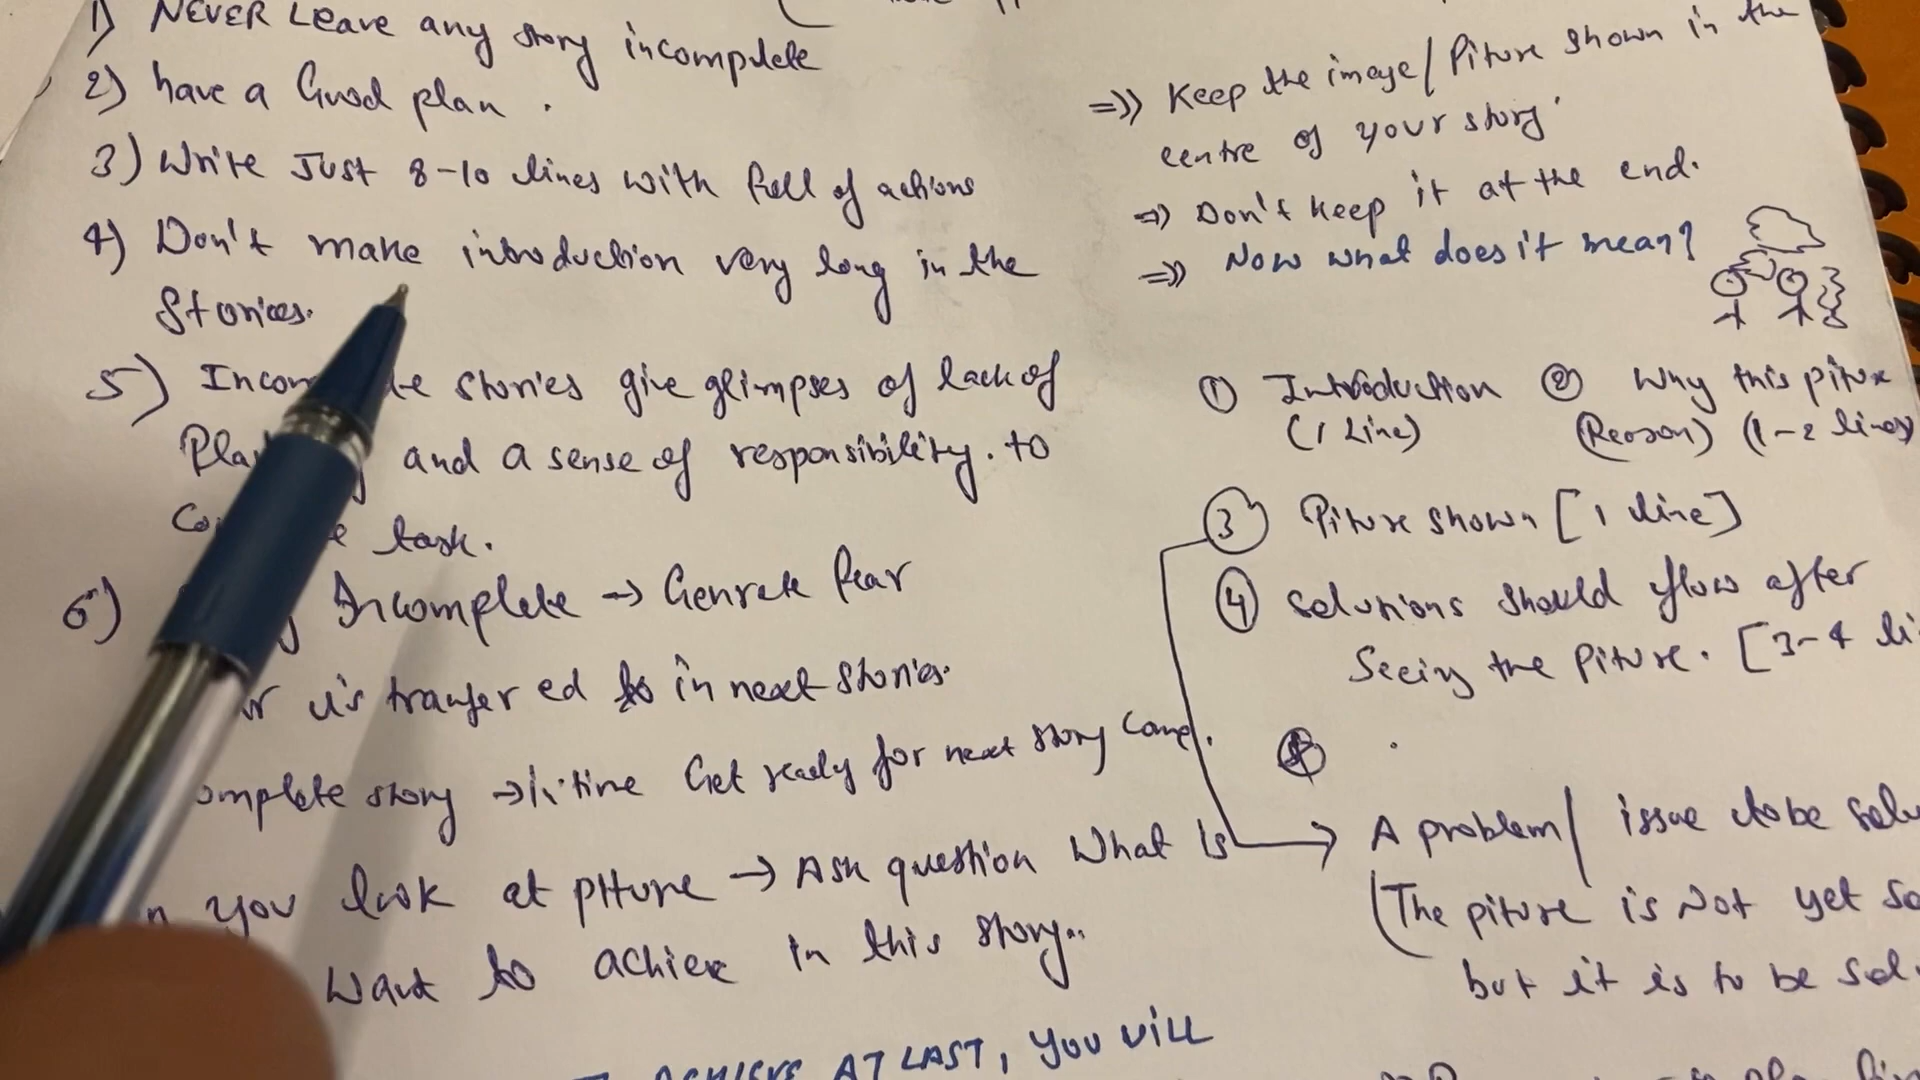 1) NEVER Leave any story incomplete
2) have a Good plan.
3) Write Just 8-10 lines with full of actions
4) Don't make introduction very long in the
Stories.
5) stories give glimpses of lack of
and a sense of responsibility. to
task.
6) Incomplete → Genrate fear
is tranfer ed to in next stories.
story → time Get ready for next story
you look at piture → Ask question What is
Want to achieve in this story..
AT LAST, YOU VILL
=>> Keep the image/Piture shown in the
centre of your story.
=>> Don't Keep it at the end.
=>> Now what does it mean?
① Introduction ② Why this piture
(1 Line) (Reason) (1-2 lines)
③ Piture shown [1 line]
④ solutions should flow after
Seeing the piture. [3-4
A problem/ issue to be
(The piture is Not yet
but it is to be